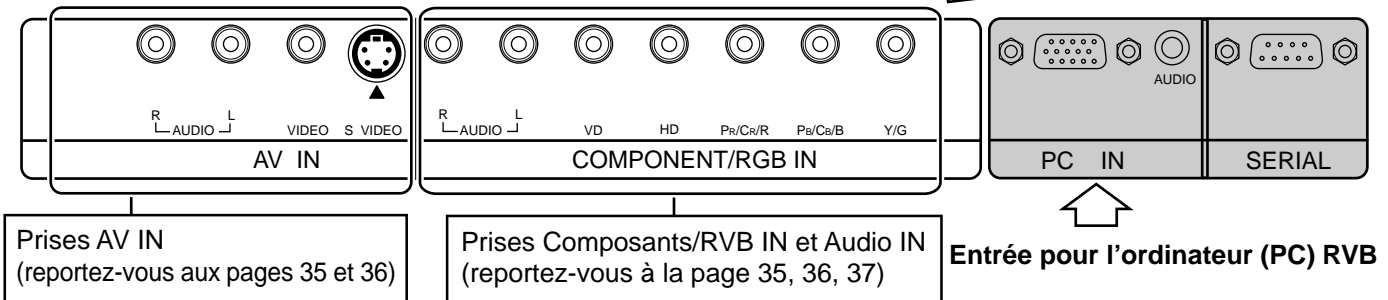 AUDIO
R L R L
AUDIO VIDEO S VIDEO AUDIO VD HD PR/CR/R PB/CB/B Y/G
AV IN COMPONENT/RGB IN PC IN SERIAL
Prises AV IN
(reportez-vous aux pages 35 et 36)
Prises Composants/RVB IN et Audio IN
(reportez-vous à la page 35, 36, 37)
Entrée pour l’ordinateur (PC) RVB